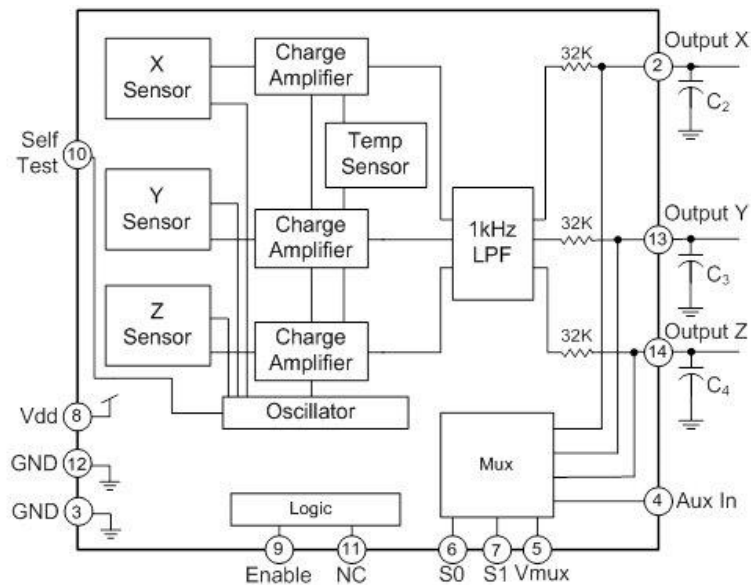 X
Sensor
Charge
Amplifier
32K
2
Output X
C2
Self
Test
10
Temp
Sensor
Y
Sensor
Charge
Amplifier
1kHz
LPF
32K
13
Output Y
C3
Z
Sensor
Charge
Amplifier
32K
14
Output Z
C4
Oscillator
Vdd
8
GND
12
GND
3
Mux
4
Aux In
Logic
9
11
6
7
5
Enable
NC
S0
S1
Vmux